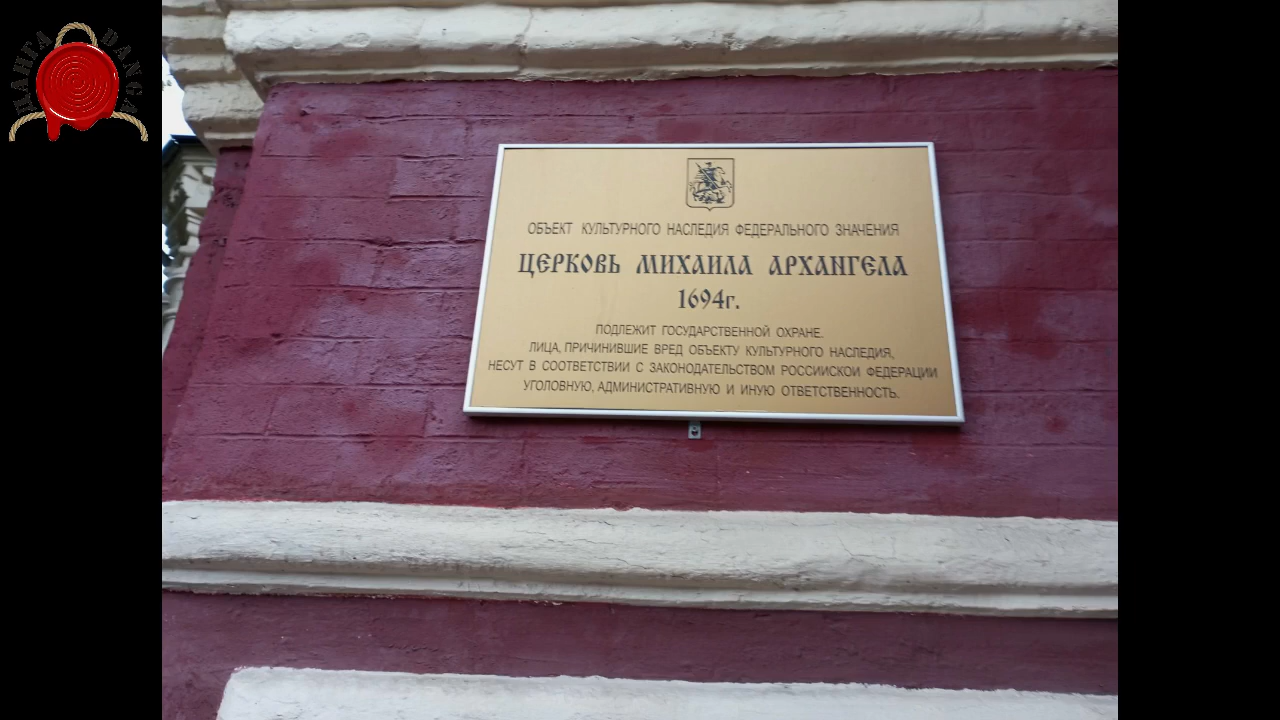 ОБЪЕКТ КУЛЬТУРНОГО НАСЛЕДИЯ ФЕДЕРАЛЬНОГО ЗНАЧЕНИЯ
ЦЕРКОВЬ МИХАИЛА АРХАНГЕЛА
1694г.
ПОДЛЕЖИТ ГОСУДАРСТВЕННОЙ ОХРАНЕ.
ЛИЦА, ПРИЧИНИВШИЕ ВРЕД ОБЪЕКТУ КУЛЬТУРНОГО НАСЛЕДИЯ,
НЕСУТ В СООТВЕТСТВИИ С ЗАКОНОДАТЕЛЬСТВОМ РОССИИСКОИ ФЕДЕРАЦИИ
УГОЛОВНУЮ, АДМИНИСТРАТИВНУЮ И ИНУЮ ОТВЕТСТВЕННОСТЬ.